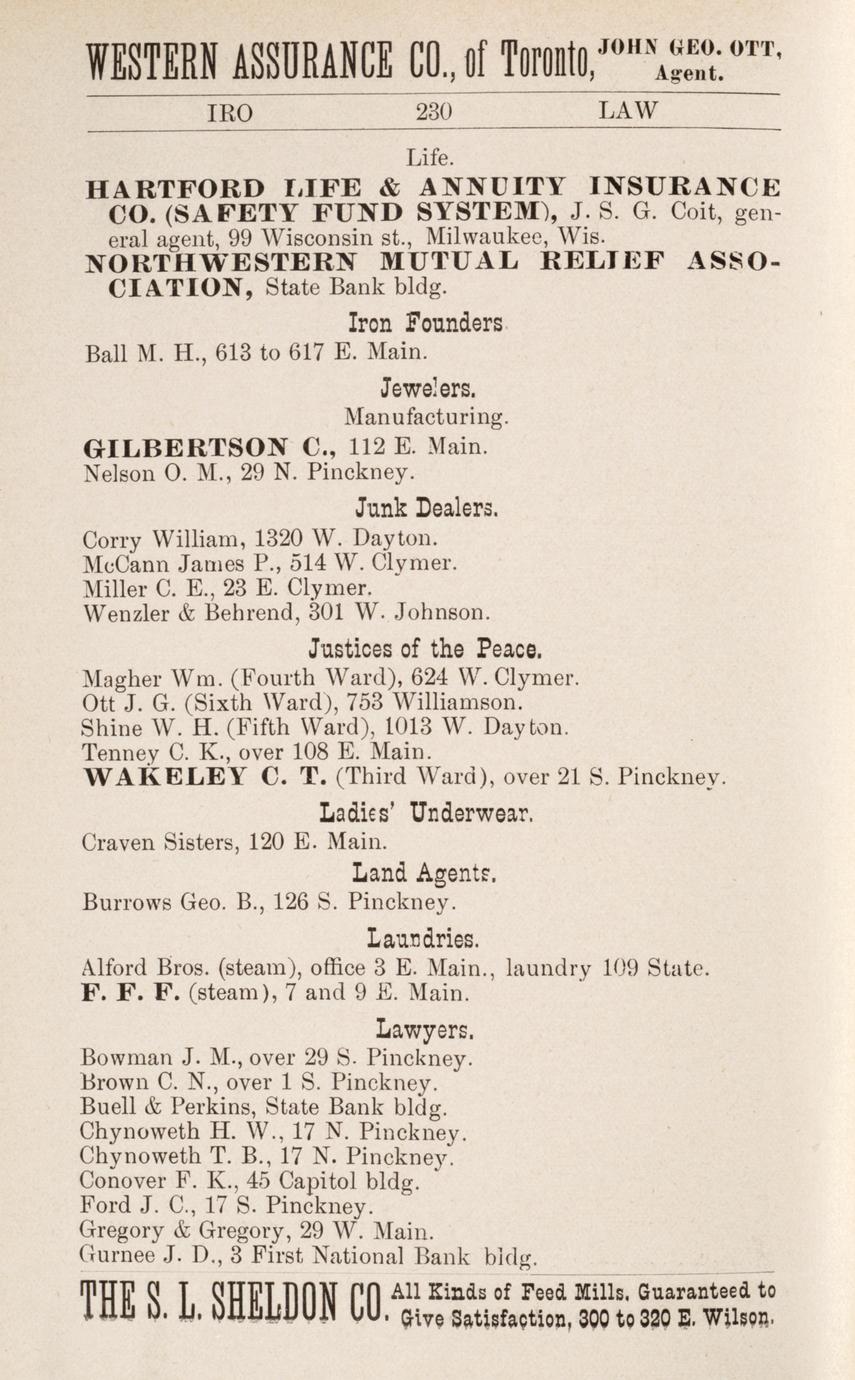 WESTERN ASSURANCE CO., of Toronto, JOHN GEO. OTT, Agent.
IRO 230 LAW
Life.
HARTFORD LIFE & ANNUITY INSURANCE
CO. (SAFETY FUND SYSTEM), J. S. G. Coit, gen-
eral agent, 99 Wisconsin st., Milwaukee, Wis.
NORTHWESTERN MUTUAL RELIEF ASSO-
CIATION, State Bank bldg.
Iron Founders
Ball M. H., 613 to 617 E. Main.
Jewelers.
Manufacturing.
GILBERTSON C., 112 E. Main.
Nelson O. M., 29 N. Pinckney.
Junk Dealers.
Corry William, 1320 W. Dayton.
McCann James P., 514 W. Clymer.
Miller C. E., 23 E. Clymer.
Wenzler & Behrend, 301 W. Johnson.
Justices of the Peace.
Magher Wm. (Fourth Ward), 624 W. Clymer.
Ott J. G. (Sixth Ward), 753 Williamson.
Shine W. H. (Fifth Ward), 1013 W. Dayton.
Tenney C. K., over 108 E. Main.
WAKELEY C. T. (Third Ward), over 21 S. Pinckney.
Ladies' Underwear.
Craven Sisters, 120 E. Main.
Land Agents.
Burrows Geo. B., 126 S. Pinckney.
Laundries.
Alford Bros. (steam), office 3 E. Main., laundry 109 State.
F. F. F. (steam), 7 and 9 E. Main.
Lawyers.
Bowman J. M., over 29 S. Pinckney.
Brown C. N., over 1 S. Pinckney.
Buell & Perkins, State Bank bldg.
Chynoweth H. W., 17 N. Pinckney.
Chynoweth T. B., 17 N. Pinckney.
Conover F. K., 45 Capitol bldg.
Ford J. C., 17 S. Pinckney.
Gregory & Gregory, 29 W. Main.
Gurnee J. D., 3 First National Bank bldg.
THE S. L. SHELDON CO. All Kinds of Feed Mills, Guaranteed to
Give Satisfaction, 300 to 320 E. Wilson.